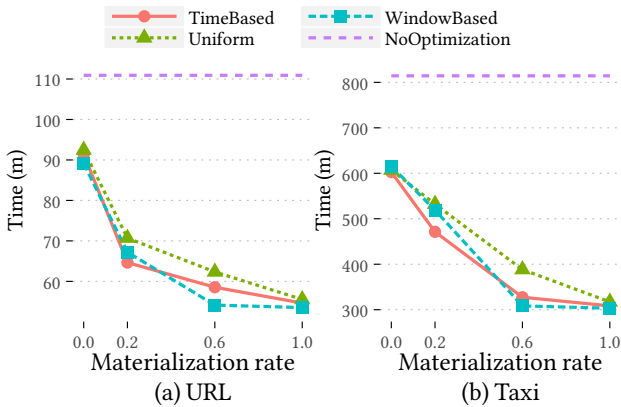 TimeBased WindowBased
Uniform NoOptimization
110
100
90
80
70
60
Time (m)
0.0 0.2 0.6 1.0
Materialization rate
(a) URL
800
700
600
500
400
300
Time (m)
0.0 0.2 0.6 1.0
Materialization rate
(b) Taxi